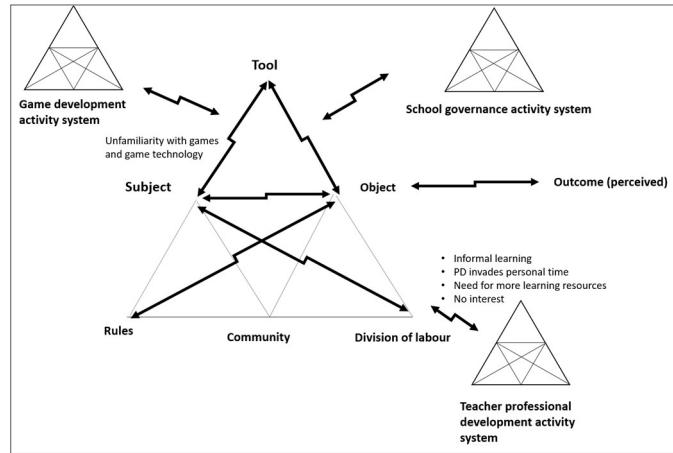 Tool
Game development
activity system
School governance activity system
Unfamiliarity with games
and game technology
Subject
Object
Outcome (perceived)
• Informal learning
• PD invades personal time
• Need for more learning resources
• No interest
Rules
Community
Division of labour
Teacher professional
development activity
system